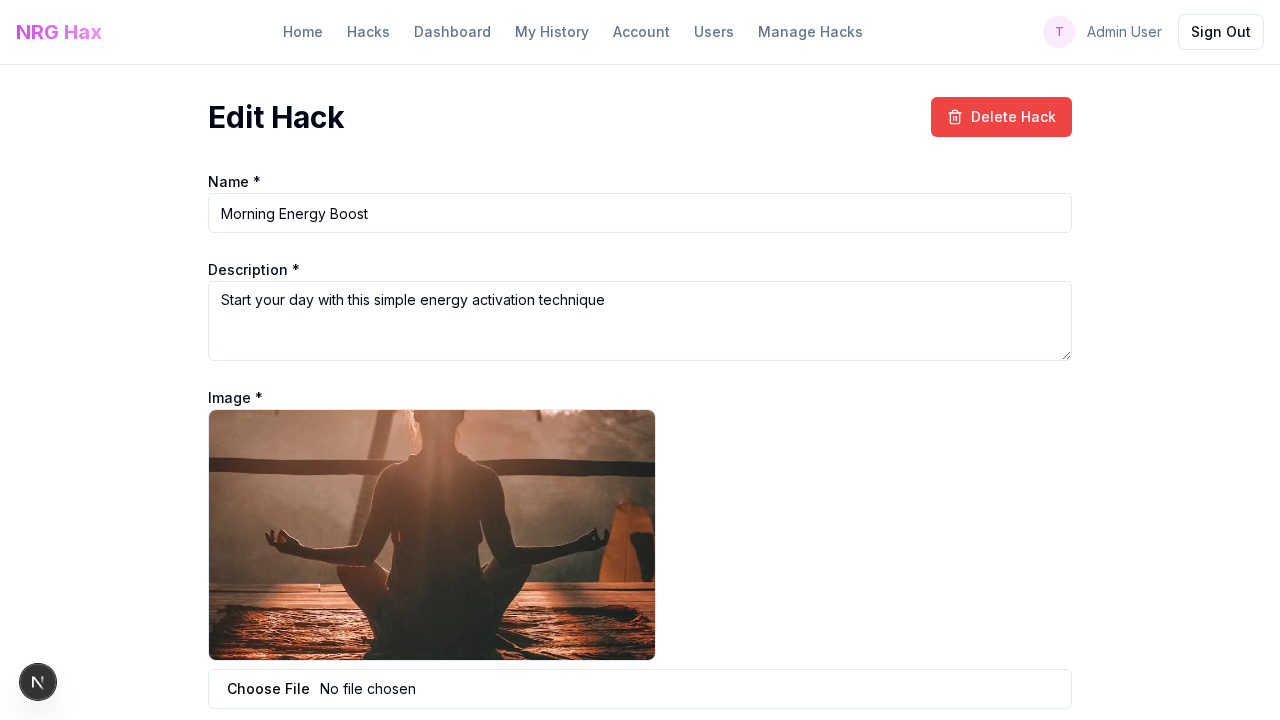 NRG Hax
Home Hacks Dashboard My History Account Users Manage Hacks
T Admin User Sign Out
Edit Hack
Delete Hack
Name *
Morning Energy Boost
Description *
Start your day with this simple energy activation technique
Image *
Choose File No file chosen
N